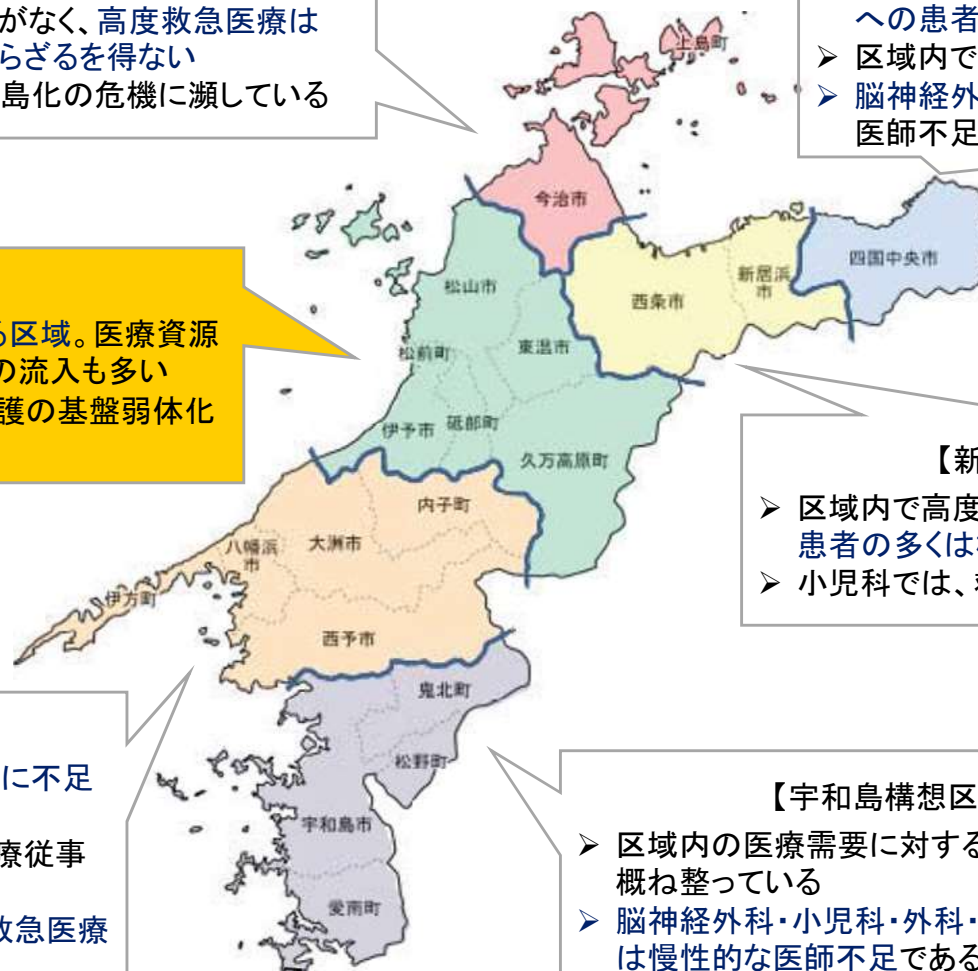 がなく、高度救急医療は
らざるを得ない
島化の危機に瀕している
への患者
区域内で
脳神経外
医師不足
上島町
今治市
四国中央市
新居浜市
西条市
松山市
東温市
松前町
伊予市
砥部町
久万高原町
る区域。医療資源
の流入も多い
護の基盤弱体化
【新
区域内で高度
患者の多くは
小児科では、
内子町
大洲市
八幡浜市
伊方町
西予市
鬼北町
松野町
宇和島市
愛南町
に不足
療従事
救急医療
【宇和島構想区
区域内の医療需要に対する
概ね整っている
脳神経外科・小児科・外科・
は慢性的な医師不足である